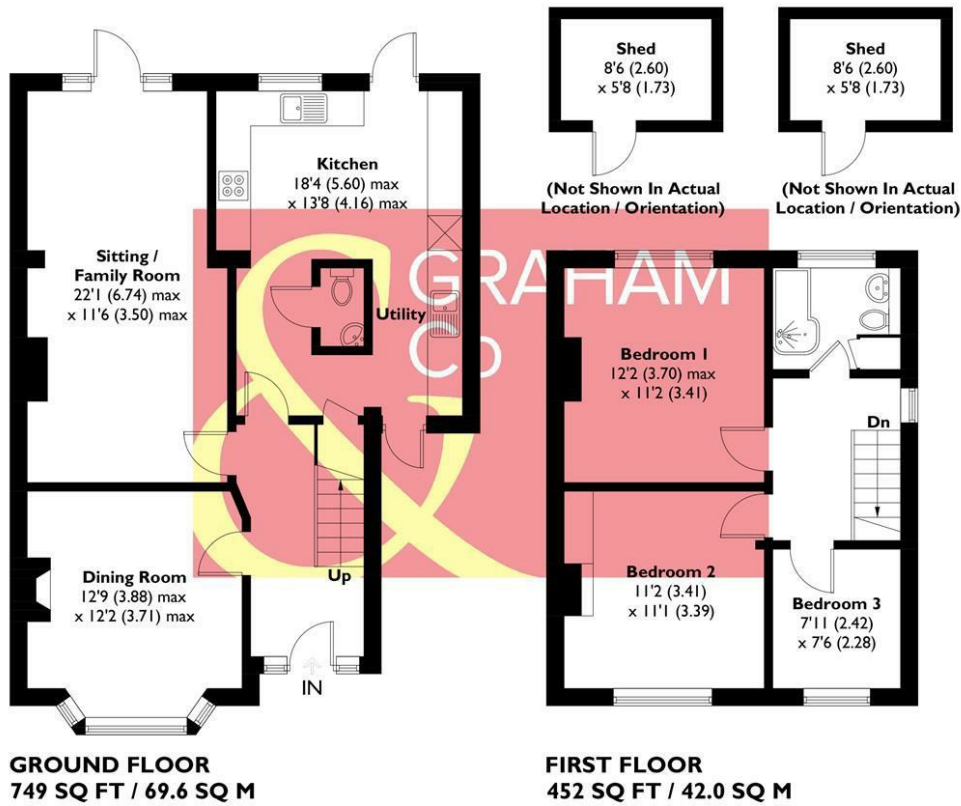 Shed
8'6 (2.60)
x 5'8 (1.73)
(Not Shown In Actual
Location / Orientation)
Shed
8'6 (2.60)
x 5'8 (1.73)
(Not Shown In Actual
Location / Orientation)
Kitchen
18'4 (5.60) max
x 13'8 (4.16) max
Sitting /
Family Room
22'1 (6.74) max
x 11'6 (3.50) max
Utility
GRAHAM
& Co
Dining Room
12'9 (3.88) max
x 12'2 (3.71) max
Up
IN
GROUND FLOOR
749 SQ FT / 69.6 SQ M
Bedroom 1
12'2 (3.70) max
x 11'2 (3.41)
Dn
Bedroom 2
11'2 (3.41)
x 11'1 (3.39)
Bedroom 3
7'11 (2.42)
x 7'6 (2.28)
FIRST FLOOR
452 SQ FT / 42.0 SQ M